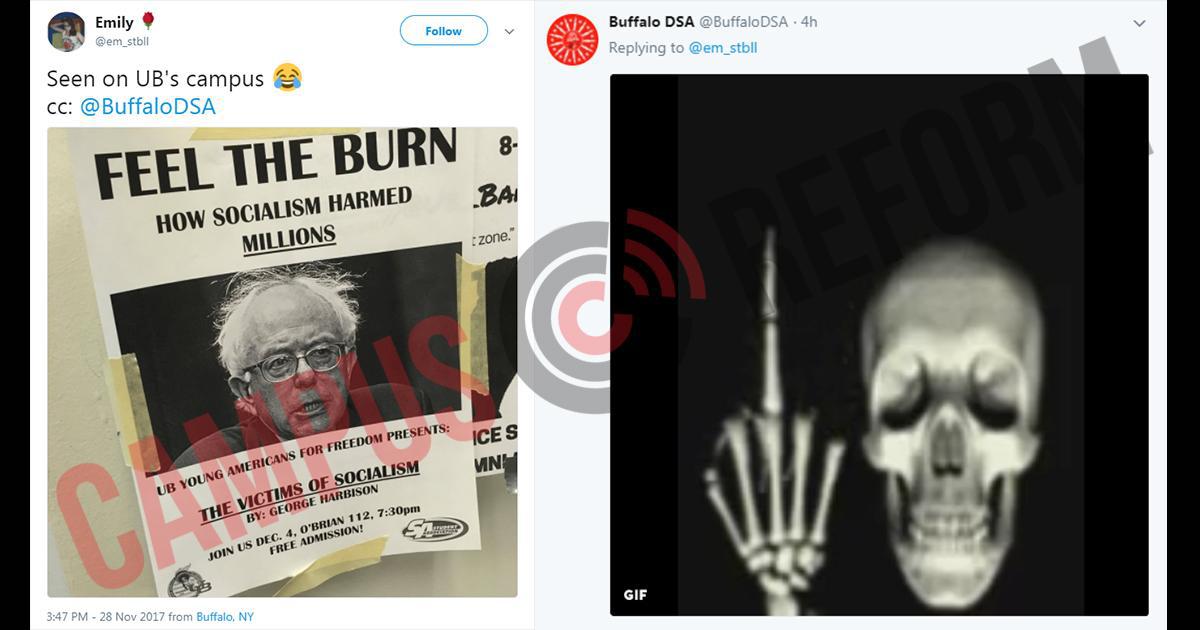 Emily 🌹
@em_stbll
Follow
Seen on UB's campus 😂
cc: @BuffaloDSA
FEEL THE BURN
HOW SOCIALISM HARMED
MILLIONS
UB YOUNG AMERICANS FOR FREEDOM PRESENTS:
THE VICTIMS OF SOCIALISM
BY: GEORGE HARBISON
JOIN US DEC. 4, O'BRIAN 112, 7:30pm
FREE ADMISSION!
SA STUDENT ASSOCIATION
8-
zone."
ICE S
3:47 PM - 28 Nov 2017 from Buffalo, NY
Buffalo DSA @BuffaloDSA · 4h
Replying to @em_stbll
GIF
CAMPUS REFORM